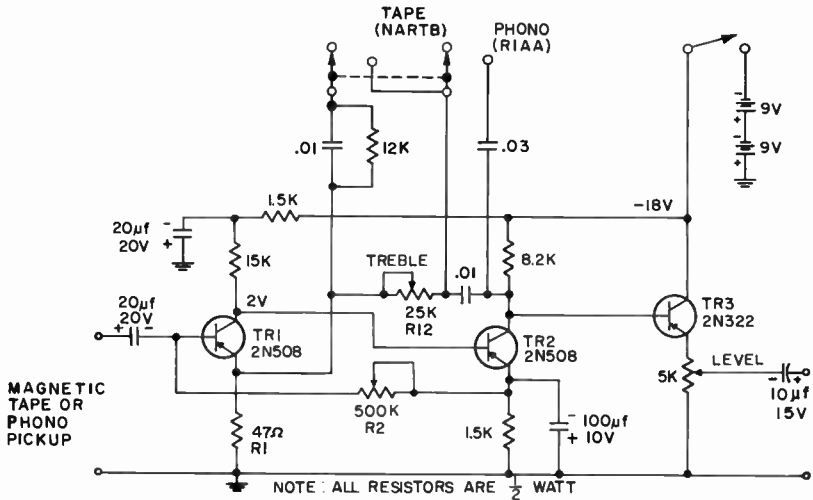 TAPE
(NARTB)
PHONO
(RIAA)
.01
12K
.03
-
9V
+
-
9V
+
1.5K
-18V
20µf
20V
-
+
15K
TREBLE
.01
8.2K
25K
R12
2V
20µf
20V
+ -
TR1
2N508
TR2
2N508
TR3
2N322
LEVEL
5K
- +
10µf
15V
MAGNETIC
TAPE OR
PHONO
PICKUP
500K
R2
47Ω
R1
1.5K
-
100µf
+ 10V
NOTE: ALL RESISTORS ARE 1/2 WATT